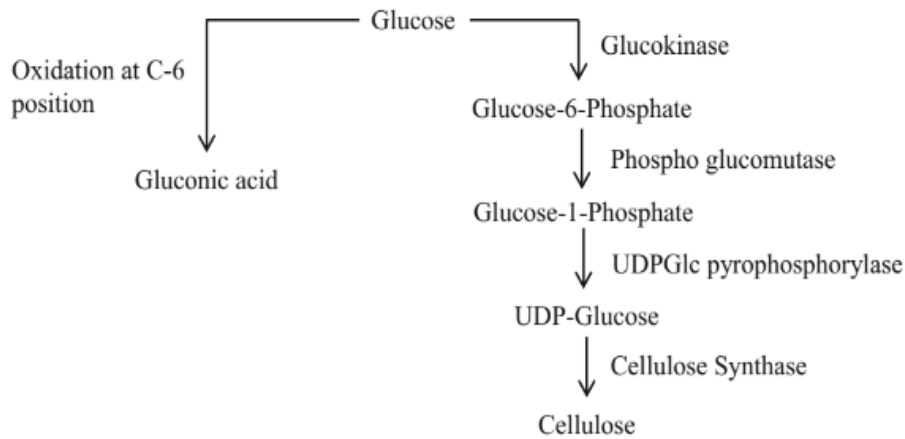 Glucose
Glucokinase
Oxidation at C-6
position
Glucose-6-Phosphate
Phospho glucomutase
Gluconic acid
Glucose-1-Phosphate
UDPGlc pyrophosphorylase
UDP-Glucose
Cellulose Synthase
Cellulose